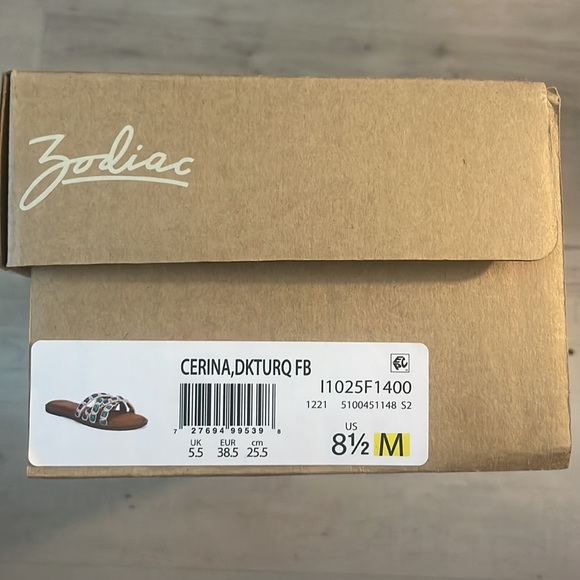 Zodiac
CERINA,DKTURQ FB
I1025F1400
1221 5100451148 S2
7 27694 99539 8
UK EUR cm
5.5 38.5 25.5
US
8½ M